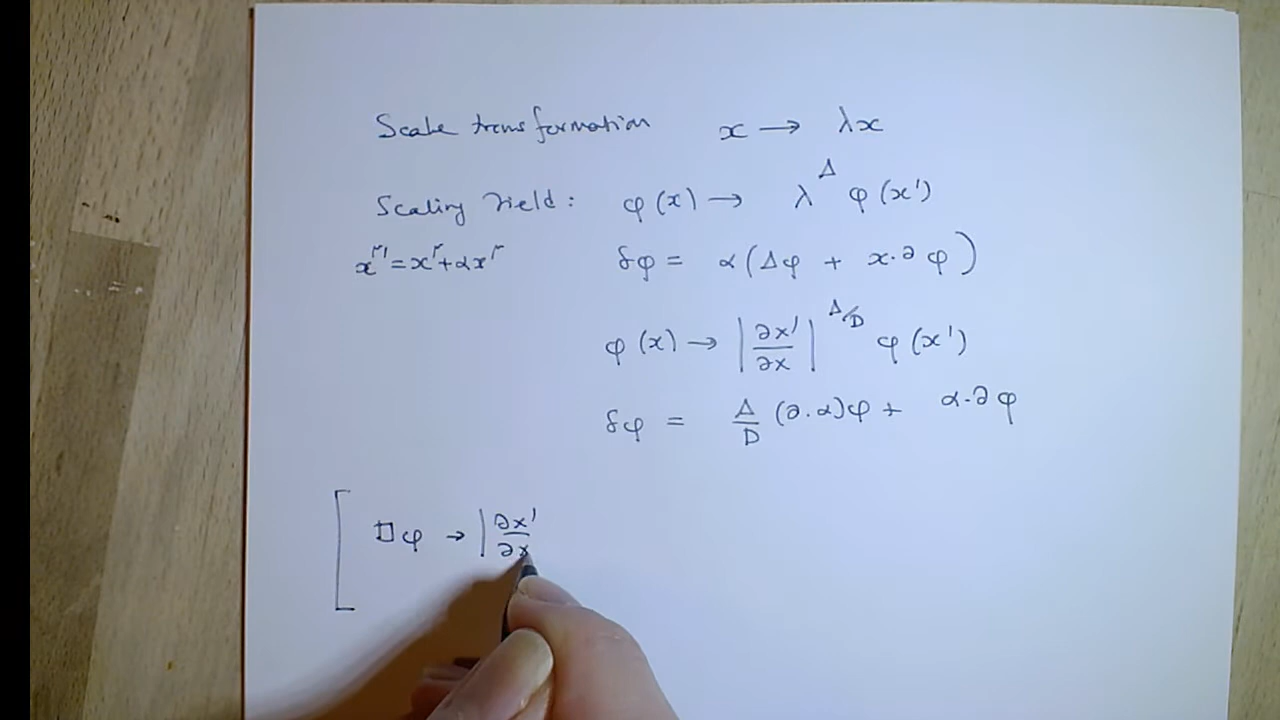 Scale transformation x → λx
Scaling Field: φ(x) → λ^Δ φ(x')
x^μ' = x^μ + αx^μ δφ = α(Δφ + x·∂φ)
φ(x) → |∂x'/∂x|^{Δ/D} φ(x')
δφ = Δ/D (∂·α)φ + α·∂φ
[ □φ → |∂x'/∂x